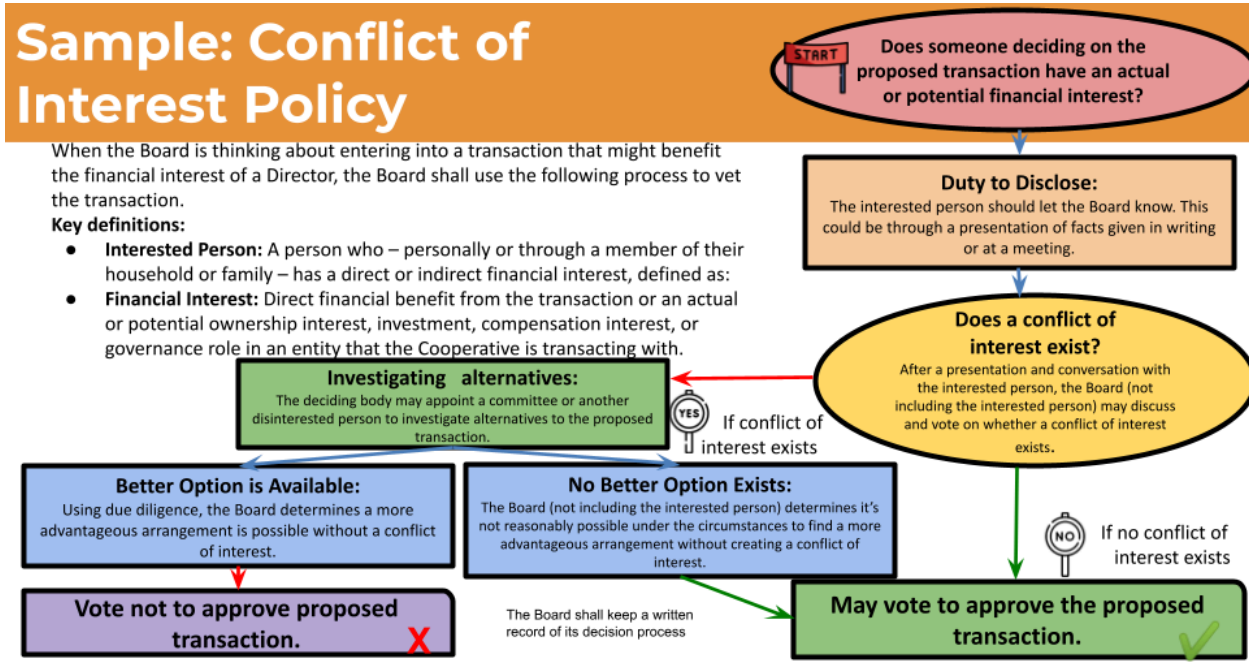 Sample: Conflict of
Interest Policy
When the Board is thinking about entering into a transaction that might benefit
the financial interest of a Director, the Board shall use the following process to vet
the transaction.
Key definitions:
● Interested Person: A person who – personally or through a member of their
household or family – has a direct or indirect financial interest, defined as:
● Financial Interest: Direct financial benefit from the transaction or an actual
or potential ownership interest, investment, compensation interest, or
governance role in an entity that the Cooperative is transacting with.
START
Does someone deciding on the
proposed transaction have an actual
or potential financial interest?
Duty to Disclose:
The interested person should let the Board know. This
could be through a presentation of facts given in writing
or at a meeting.
Does a conflict of
interest exist?
After a presentation and conversation with
the interested person, the Board (not
including the interested person) may discuss
and vote on whether a conflict of interest
exists.
YES
If conflict of
interest exists
Investigating alternatives:
The deciding body may appoint a committee or another
disinterested person to investigate alternatives to the proposed
transaction.
Better Option is Available:
Using due diligence, the Board determines a more
advantageous arrangement is possible without a conflict
of interest.
No Better Option Exists:
The Board (not including the interested person) determines it's
not reasonably possible under the circumstances to find a more
advantageous arrangement without creating a conflict of
interest.
NO
If no conflict of
interest exists
Vote not to approve proposed
transaction.
X
The Board shall keep a written
record of its decision process
May vote to approve the proposed
transaction.